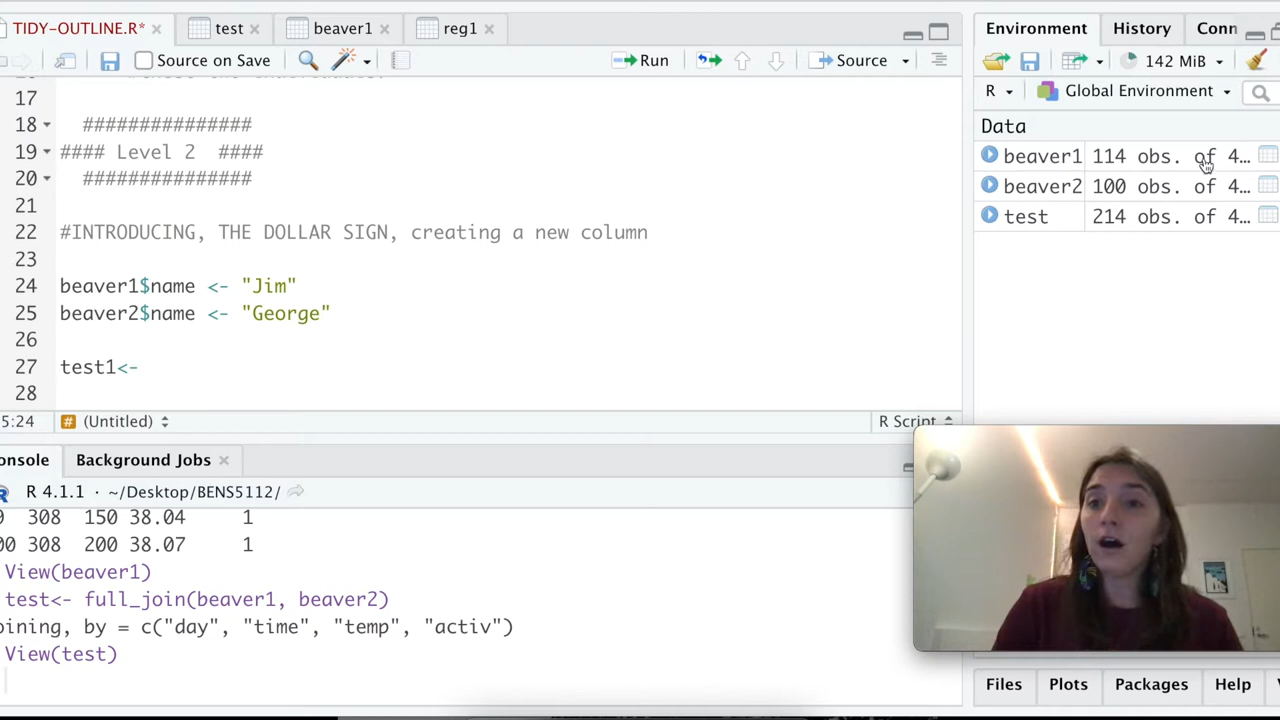 TIDY-OUTLINE.R* test beaver1 reg1
Source on Save Run Source
17
18 ###############
19 #### Level 2 ####
20 ###############
21
22 #INTRODUCING, THE DOLLAR SIGN, creating a new column
23
24 beaver1$name <- "Jim"
25 beaver2$name <- "George"
26
27 test1<-
28
5:24 (Untitled) R Script
onsole Background Jobs
R 4.1.1 · ~/Desktop/BENS5112/
308 150 38.04 1
00 308 200 38.07 1
View(beaver1)
test<- full_join(beaver1, beaver2)
oining, by = c("day", "time", "temp", "activ")
View(test)
Environment History Conn
142 MiB
R Global Environment
Data
beaver1 114 obs. of 4…
beaver2 100 obs. of 4…
test 214 obs. of 4…
Files Plots Packages Help